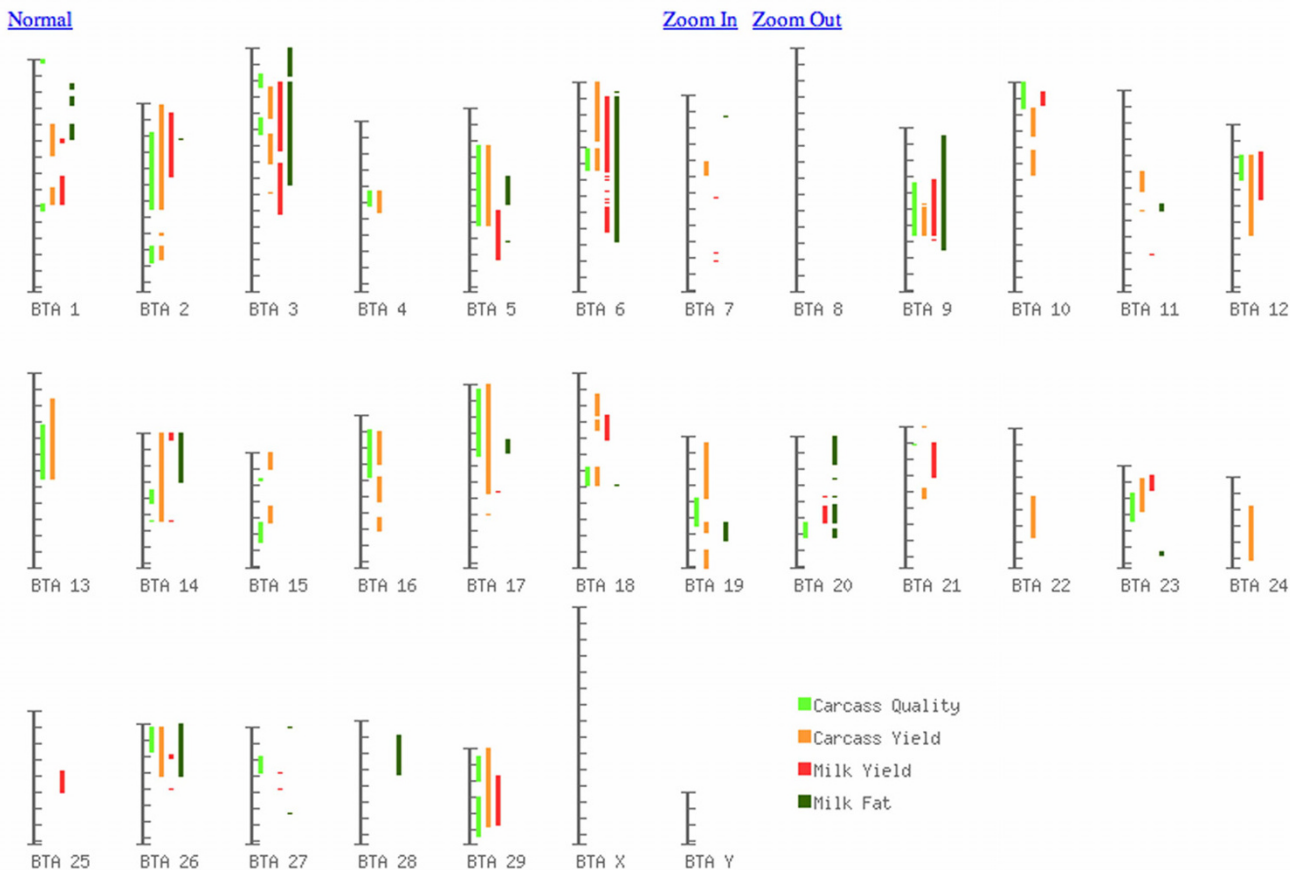 Normal Zoom In Zoom Out
BTA 1 BTA 2 BTA 3 BTA 4 BTA 5 BTA 6 BTA 7 BTA 8 BTA 9 BTA 10 BTA 11 BTA 12
BTA 13 BTA 14 BTA 15 BTA 16 BTA 17 BTA 18 BTA 19 BTA 20 BTA 21 BTA 22 BTA 23 BTA 24
Carcass Quality
Carcass Yield
Milk Yield
Milk Fat
BTA 25 BTA 26 BTA 27 BTA 28 BTA 29 BTA X BTA Y